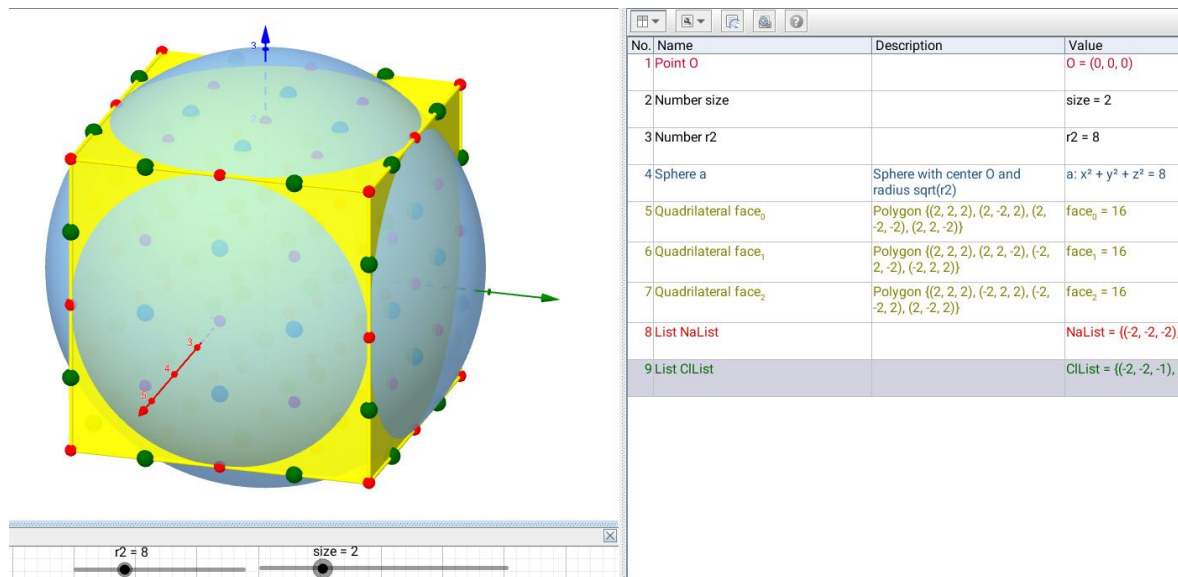 3
2
3
4
5
r2 = 8
size = 2
No. Name Description Value
1 Point O O = (0, 0, 0)
2 Number size size = 2
3 Number r2 r2 = 8
4 Sphere a Sphere with center O and a: x² + y² + z² = 8
radius sqrt(r2)
5 Quadrilateral face₀ Polygon {(2, 2, 2), (2, -2, 2), (2, face₀ = 16
-2, -2), (2, 2, -2)}
6 Quadrilateral face₁ Polygon {(2, 2, 2), (2, 2, -2), (-2, face₁ = 16
2, -2), (-2, 2, 2)}
7 Quadrilateral face₂ Polygon {(2, 2, 2), (-2, 2, 2), (-2, face₂ = 16
-2, 2), (2, -2, 2)}
8 List NaList NaList = {(-2, -2, -2),
9 List ClList ClList = {(-2, -2, -1),